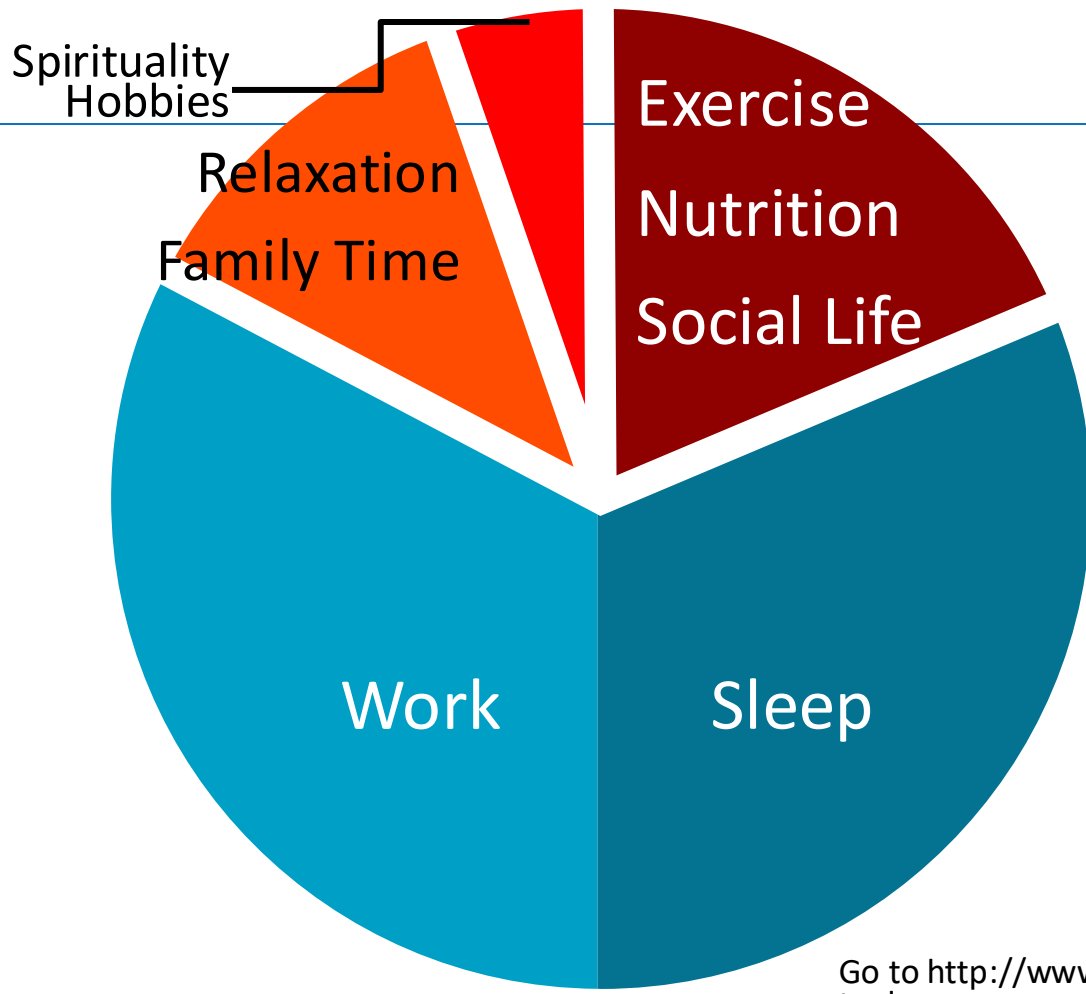 Spirituality
Hobbies
Exercise
Nutrition
Social Life
Relaxation
Family Time
Work
Sleep
Go to http://www